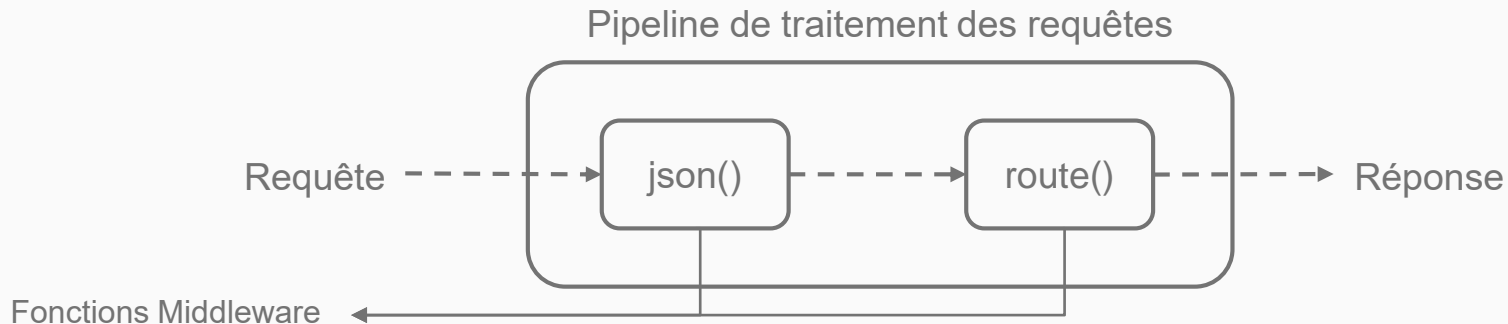 Pipeline de traitement des requêtes
Requête
json()
route()
Réponse
Fonctions Middleware